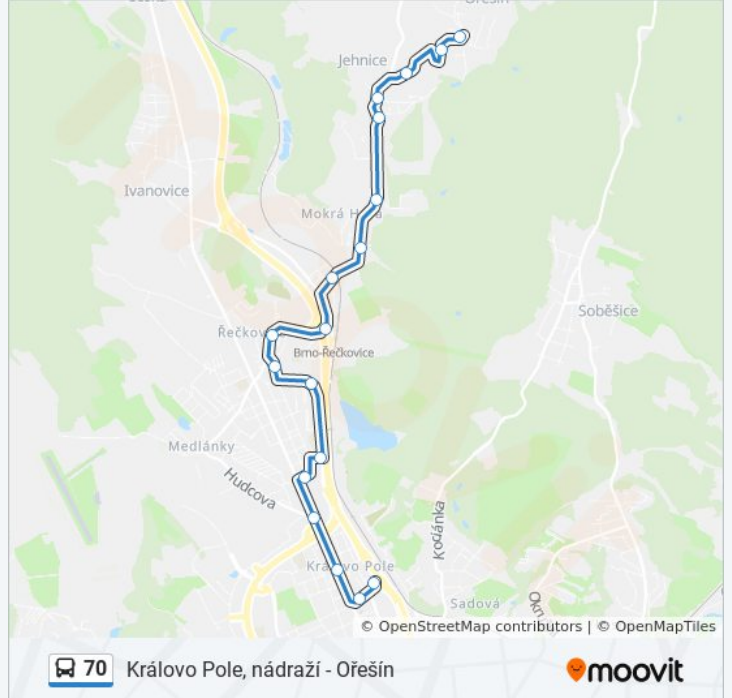 Ořešín
Jehnice
Ivanovice
Mokrá Hora
Soběšice
Řečkovice
Brno-Řečkovice
Medlánky
Hudcova
Kociánka
Královo Pole
Sadová
© OpenStreetMap contributors | © OpenMapTiles
70 Královo Pole, nádraží - Ořešín
moovit